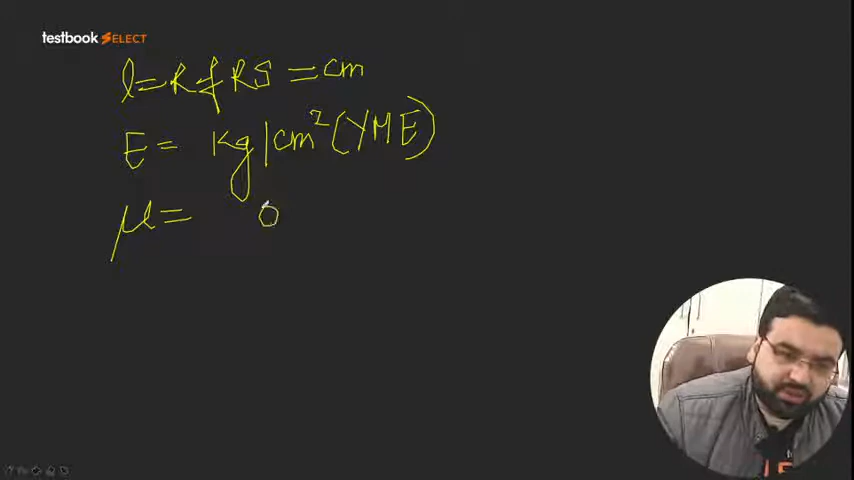 testbook SELECT
l = R of RS = cm
E = kg/cm² (YME)
μ = 0